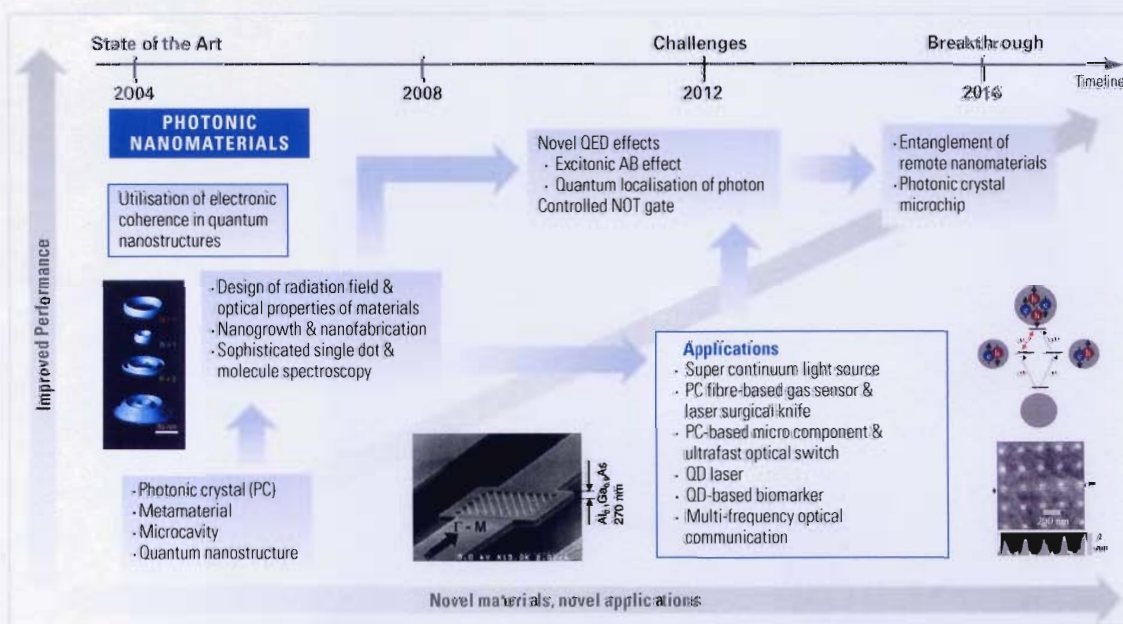 State of the Art
Challenges
Breakthrough
Timeline
2004
2008
2012
2016
PHOTONIC
NANOMATERIALS
Utilisation of electronic
coherence in quantum
nanostructures
Novel QED effects
· Excitonic AB effect
· Quantum localisation of photon
Controlled NOT gate
· Entanglement of
remote nanomaterials
· Photonic crystal
microchip
· Design of radiation field &
optical properties of materials
· Nanogrowth & nanofabrication
· Sophisticated single dot &
molecule spectroscopy
Applications
· Super continuum light source
· PC fibre-based gas sensor &
laser surgical knife
· PC-based micro component &
ultrafast optical switch
· QD laser
· QD-based biomarker
· Multi-frequency optical
communication
· Photonic crystal (PC)
· Metamaterial
· Microcavity
· Quantum nanostructure
Γ - M
270 nm
200 nm
Improved Performance
Novel materials, novel applications